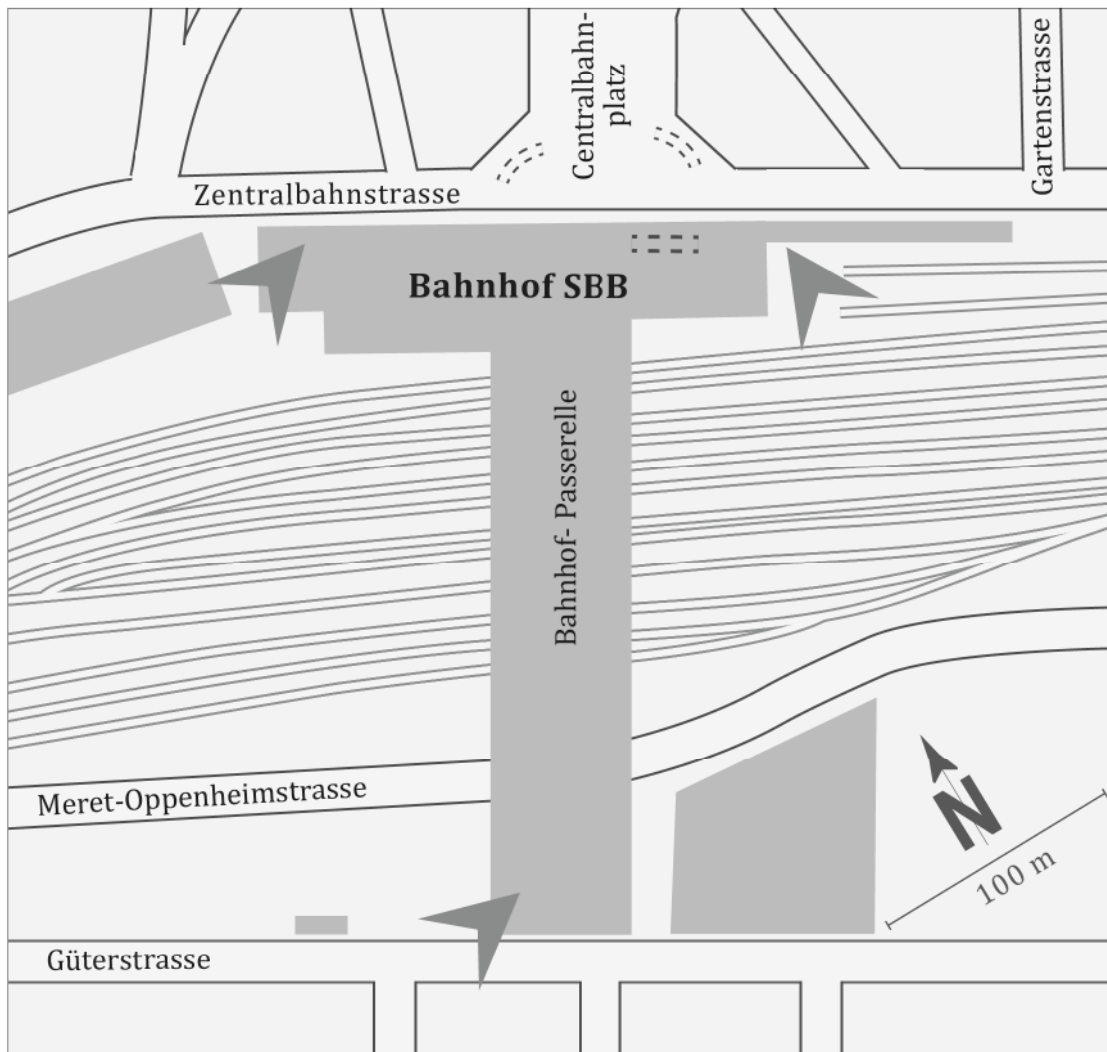 Centralbahn-
platz
Gartenstrasse
Zentralbahnstrasse
Bahnhof SBB
Bahnhof- Passerelle
Meret-Oppenheimstrasse
N
100 m
Güterstrasse